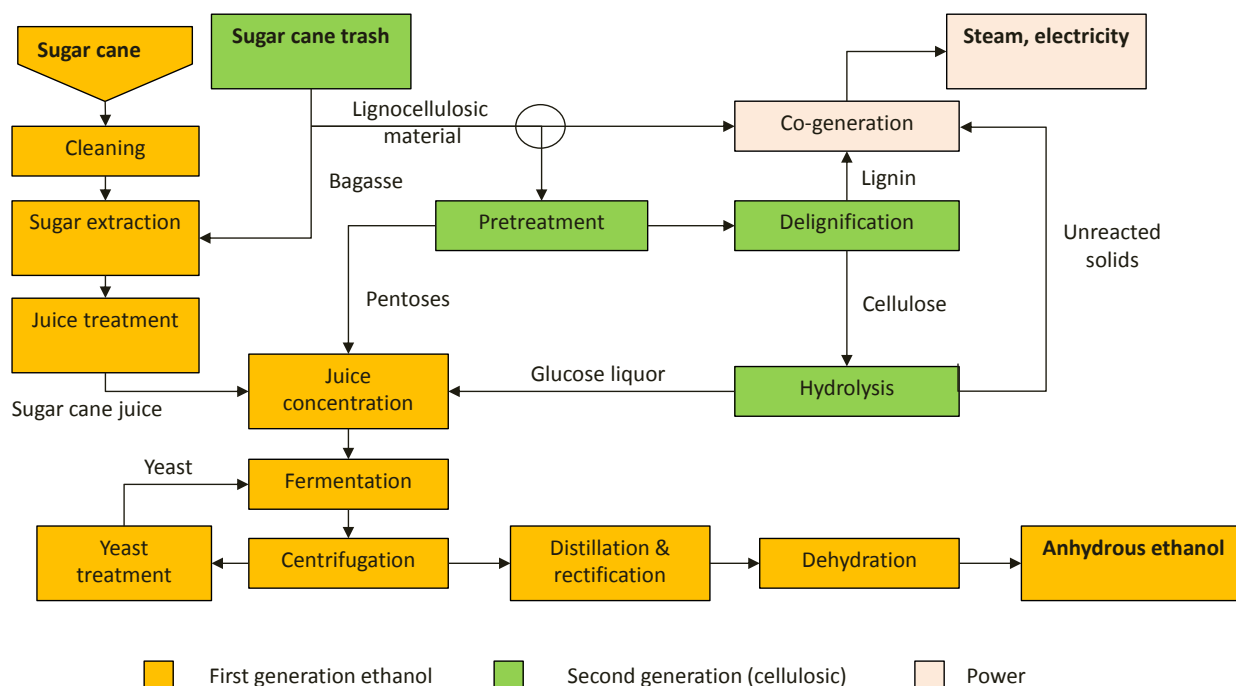 Sugar cane
Sugar cane trash
Steam, electricity
Lignocellulosic
material
Co-generation
Cleaning
Bagasse
Lignin
Sugar extraction
Pretreatment
Delignification
Unreacted
solids
Pentoses
Cellulose
Juice treatment
Juice
concentration
Glucose liquor
Hydrolysis
Sugar cane juice
Yeast
Fermentation
Yeast
treatment
Centrifugation
Distillation &
rectification
Dehydration
Anhydrous ethanol
First generation ethanol
Second generation (cellulosic)
Power